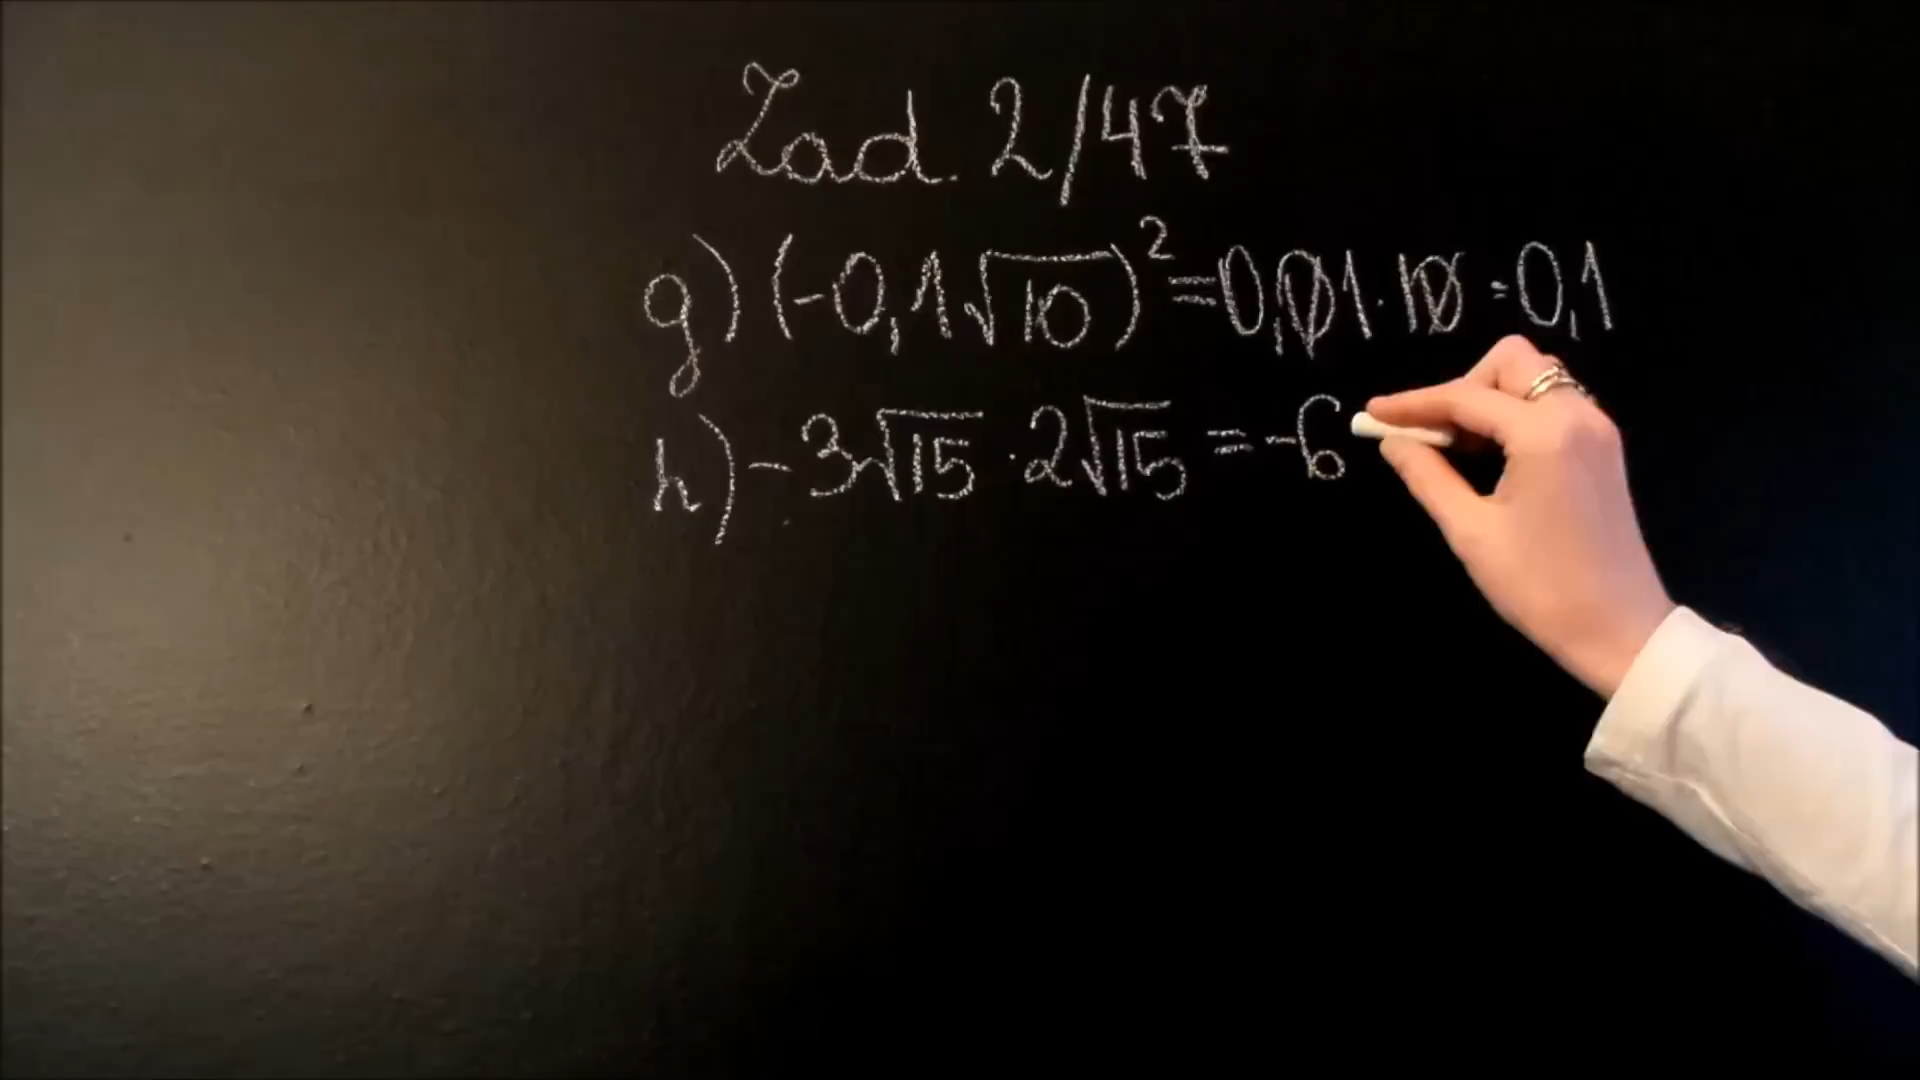 Zad. 2/47
g) (-0,1√10)² = 0,01 · 10 = 0,1
h) -3√15 · 2√15 = -6